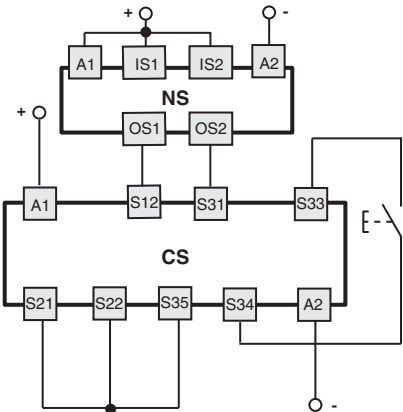 + -
A1 IS1 IS2 A2
NS
OS1 OS2
+
A1 S12 S31 S33
CS
S21 S22 S35 S34 A2
-